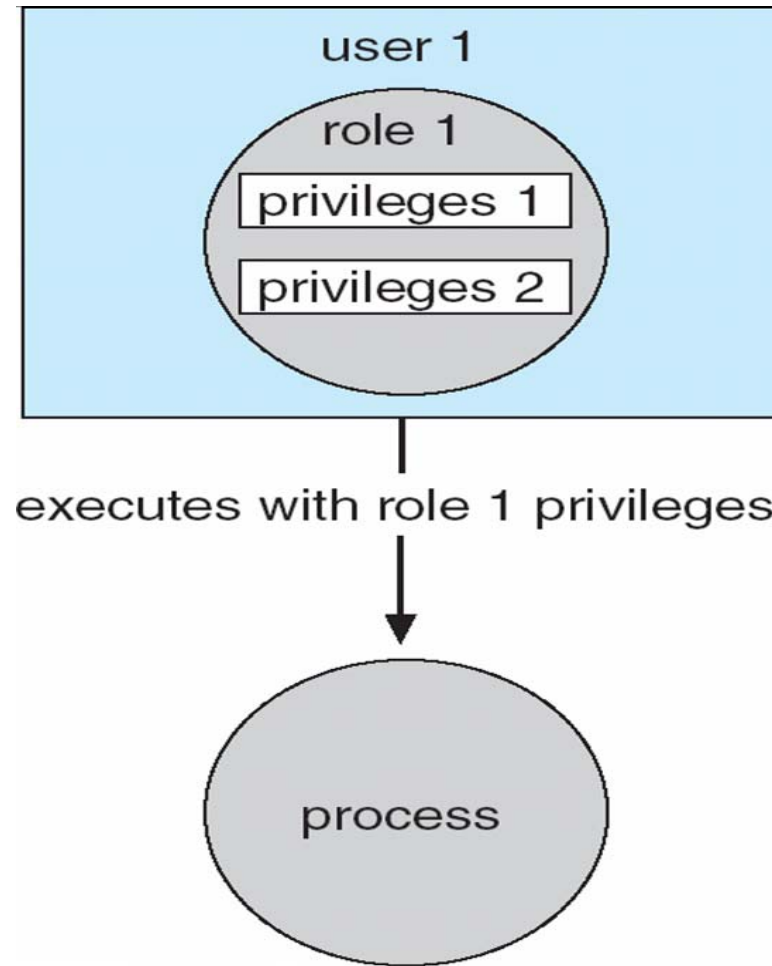 user 1
role 1
privileges 1
privileges 2
executes with role 1 privileges
process